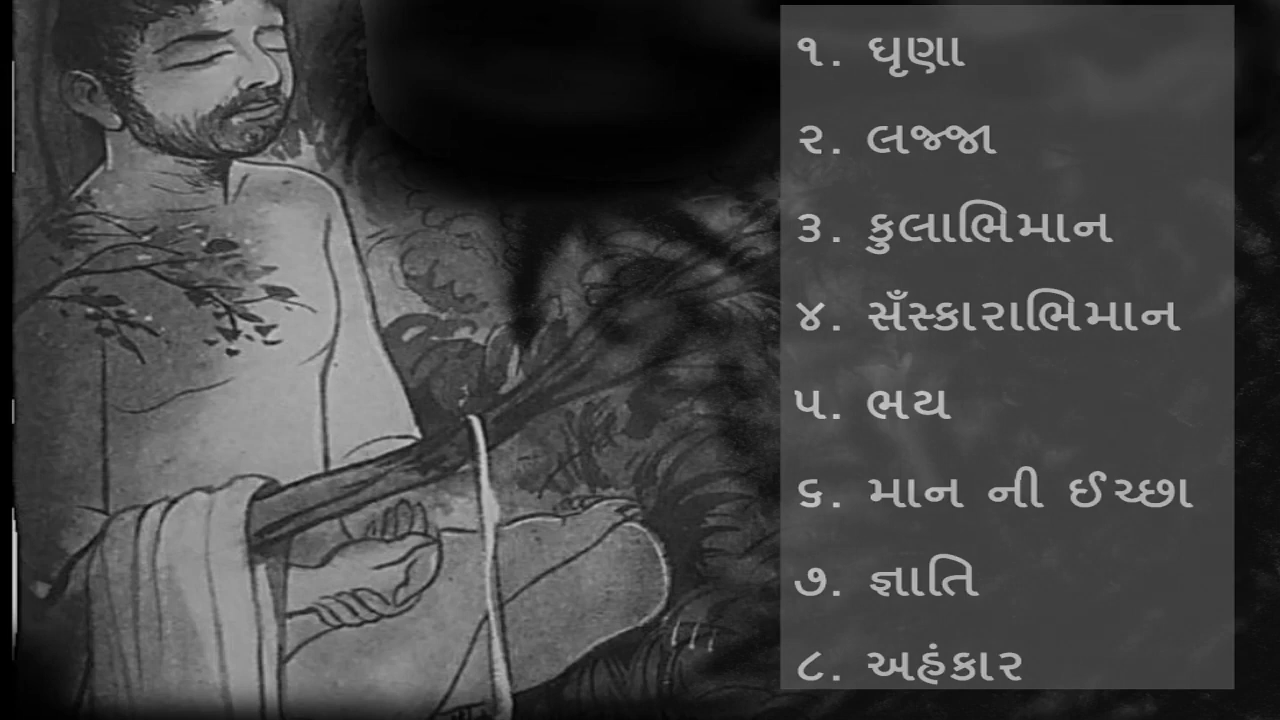 ૧. ઘૃણા
૨. લજ્જા
૩. કુલાભિમાન
૪. સઁસ્કારાભિમાન
૫. ભય
૬. માન ની ઈચ્છા
૭. જ્ઞાતિ
૮. અહંકાર